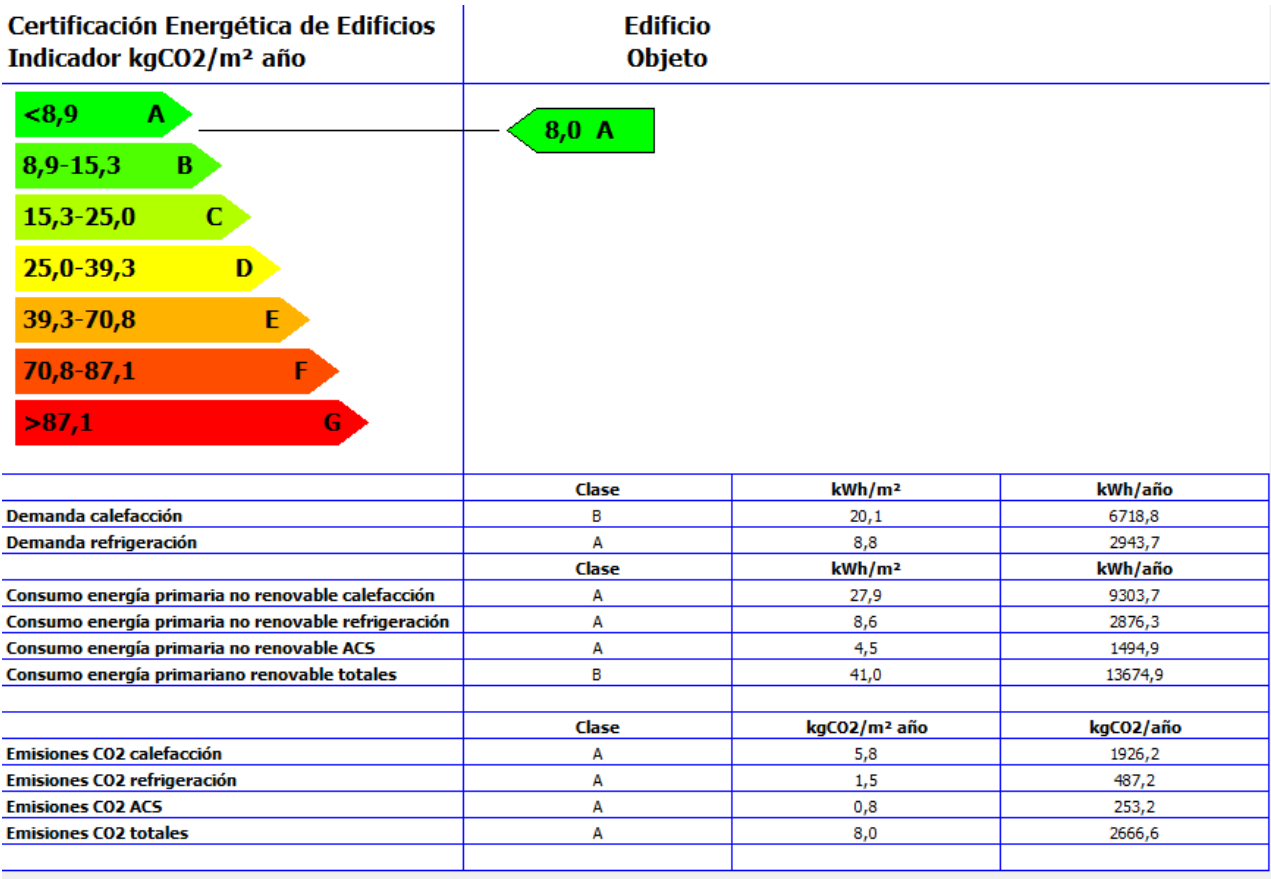 Certificación Energética de Edificios
Indicador kgCO2/m² año
Edificio
Objeto
<8,9 A
8,0 A
8,9-15,3 B
15,3-25,0 C
25,0-39,3 D
39,3-70,8 E
70,8-87,1 F
>87,1 G
Clase kWh/m² kWh/año
Demanda calefacción B 20,1 6718,8
Demanda refrigeración A 8,8 2943,7
Clase kWh/m² kWh/año
Consumo energía primaria no renovable calefacción A 27,9 9303,7
Consumo energía primaria no renovable refrigeración A 8,6 2876,3
Consumo energía primaria no renovable ACS A 4,5 1494,9
Consumo energía primariano renovable totales B 41,0 13674,9
Clase kgCO2/m² año kgCO2/año
Emisiones CO2 calefacción A 5,8 1926,2
Emisiones CO2 refrigeración A 1,5 487,2
Emisiones CO2 ACS A 0,8 253,2
Emisiones CO2 totales A 8,0 2666,6